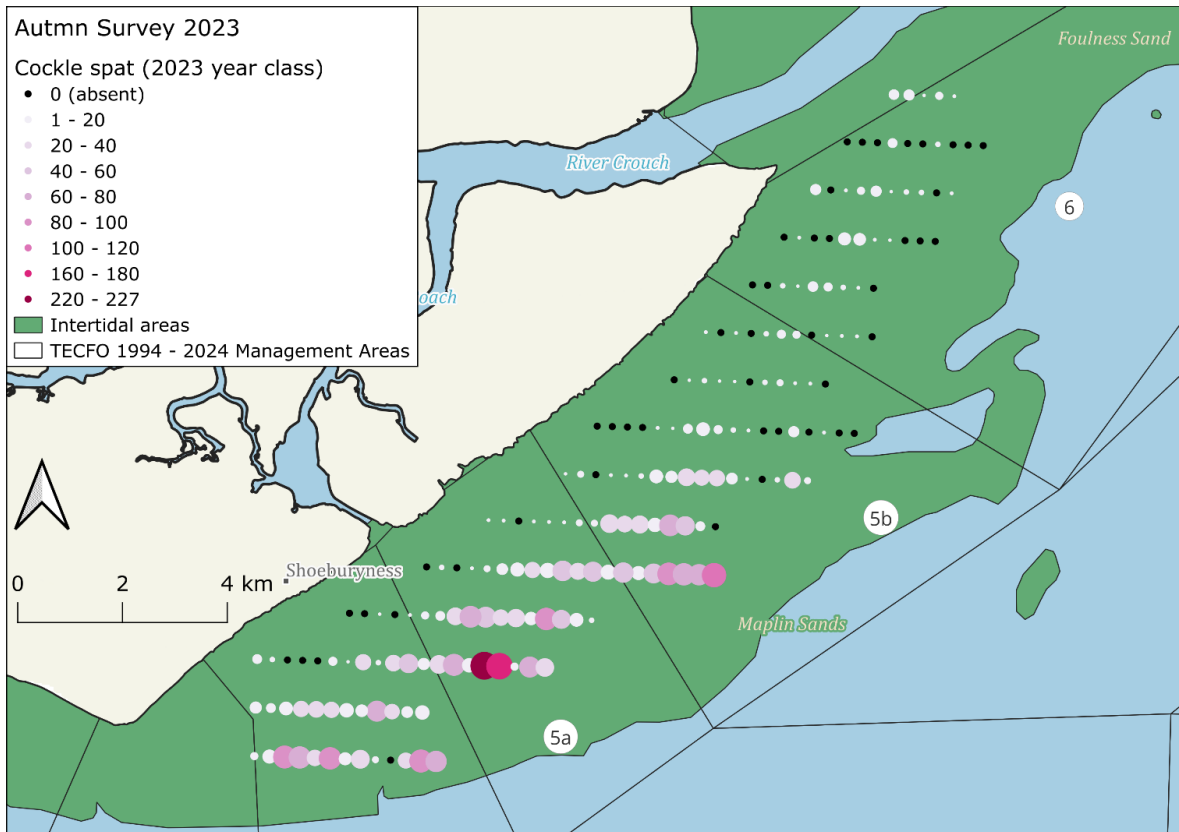 Autmn Survey 2023
Cockle spat (2023 year class)
0 (absent)
1 - 20
20 - 40
40 - 60
60 - 80
80 - 100
100 - 120
160 - 180
220 - 227
Intertidal areas
TECFO 1994 - 2024 Management Areas
Foulness Sand
River Crouch
6
oach
5b
Shoeburyness
0 2 4 km
Maplin Sands
5a